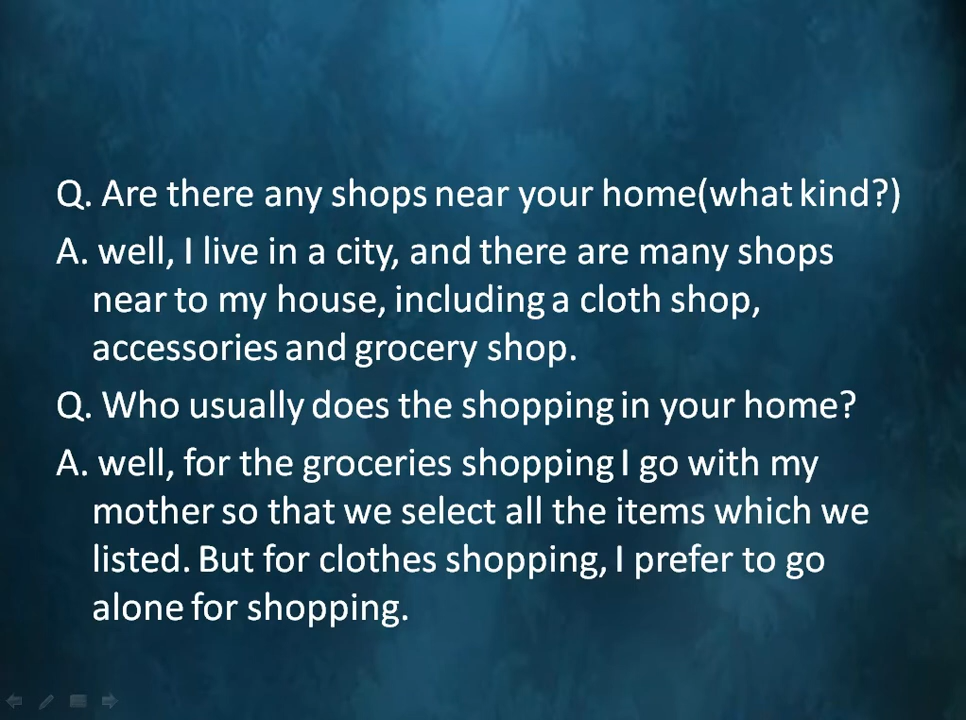 Q. Are there any shops near your home(what kind?)
A. well, I live in a city, and there are many shops
near to my house, including a cloth shop,
accessories and grocery shop.
Q. Who usually does the shopping in your home?
A. well, for the groceries shopping I go with my
mother so that we select all the items which we
listed. But for clothes shopping, I prefer to go
alone for shopping.